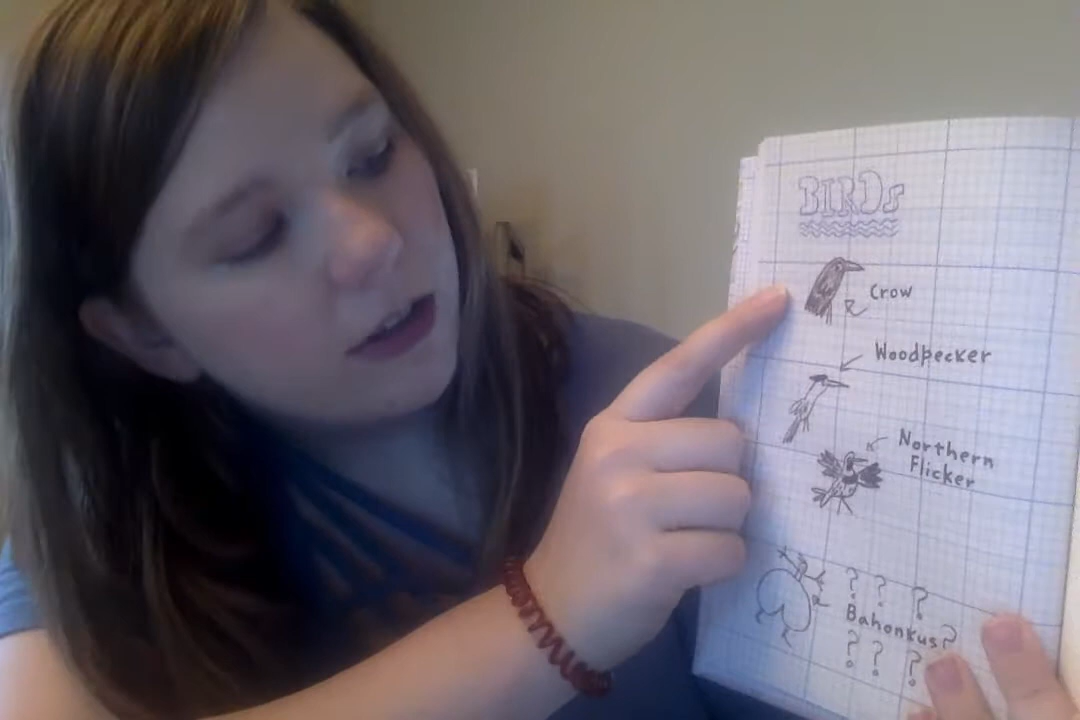 BIRDs
Crow
Woodpecker
Northern
Flicker
? ? ?
Bahonkus?
? ? ?